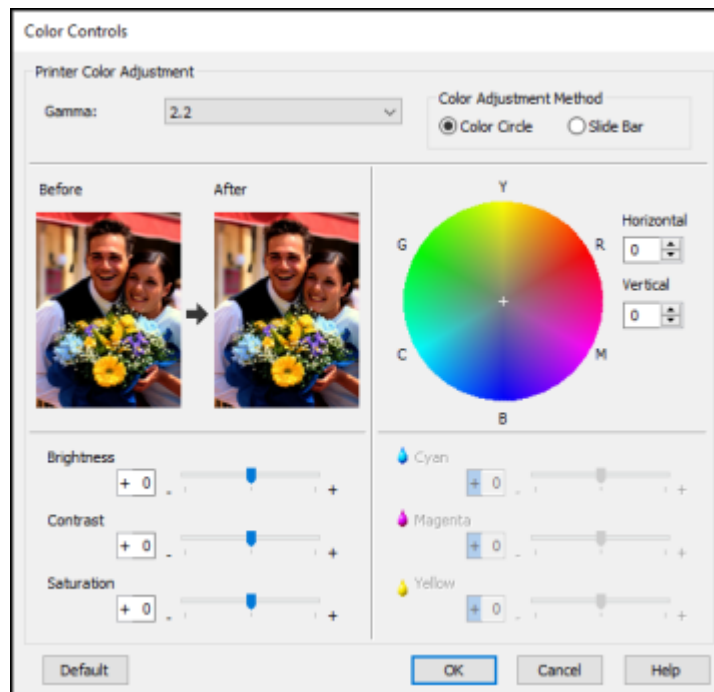 Color Controls
Printer Color Adjustment
Gamma: 2.2
Color Adjustment Method
Color Circle Slide Bar
Before After
Y
G R
C M
B
Horizontal
0
Vertical
0
Brightness
+ 0 - +
Contrast
+ 0 - +
Saturation
+ 0 - +
Cyan
+ 0 - +
Magenta
+ 0 - +
Yellow
+ 0 - +
Default OK Cancel Help